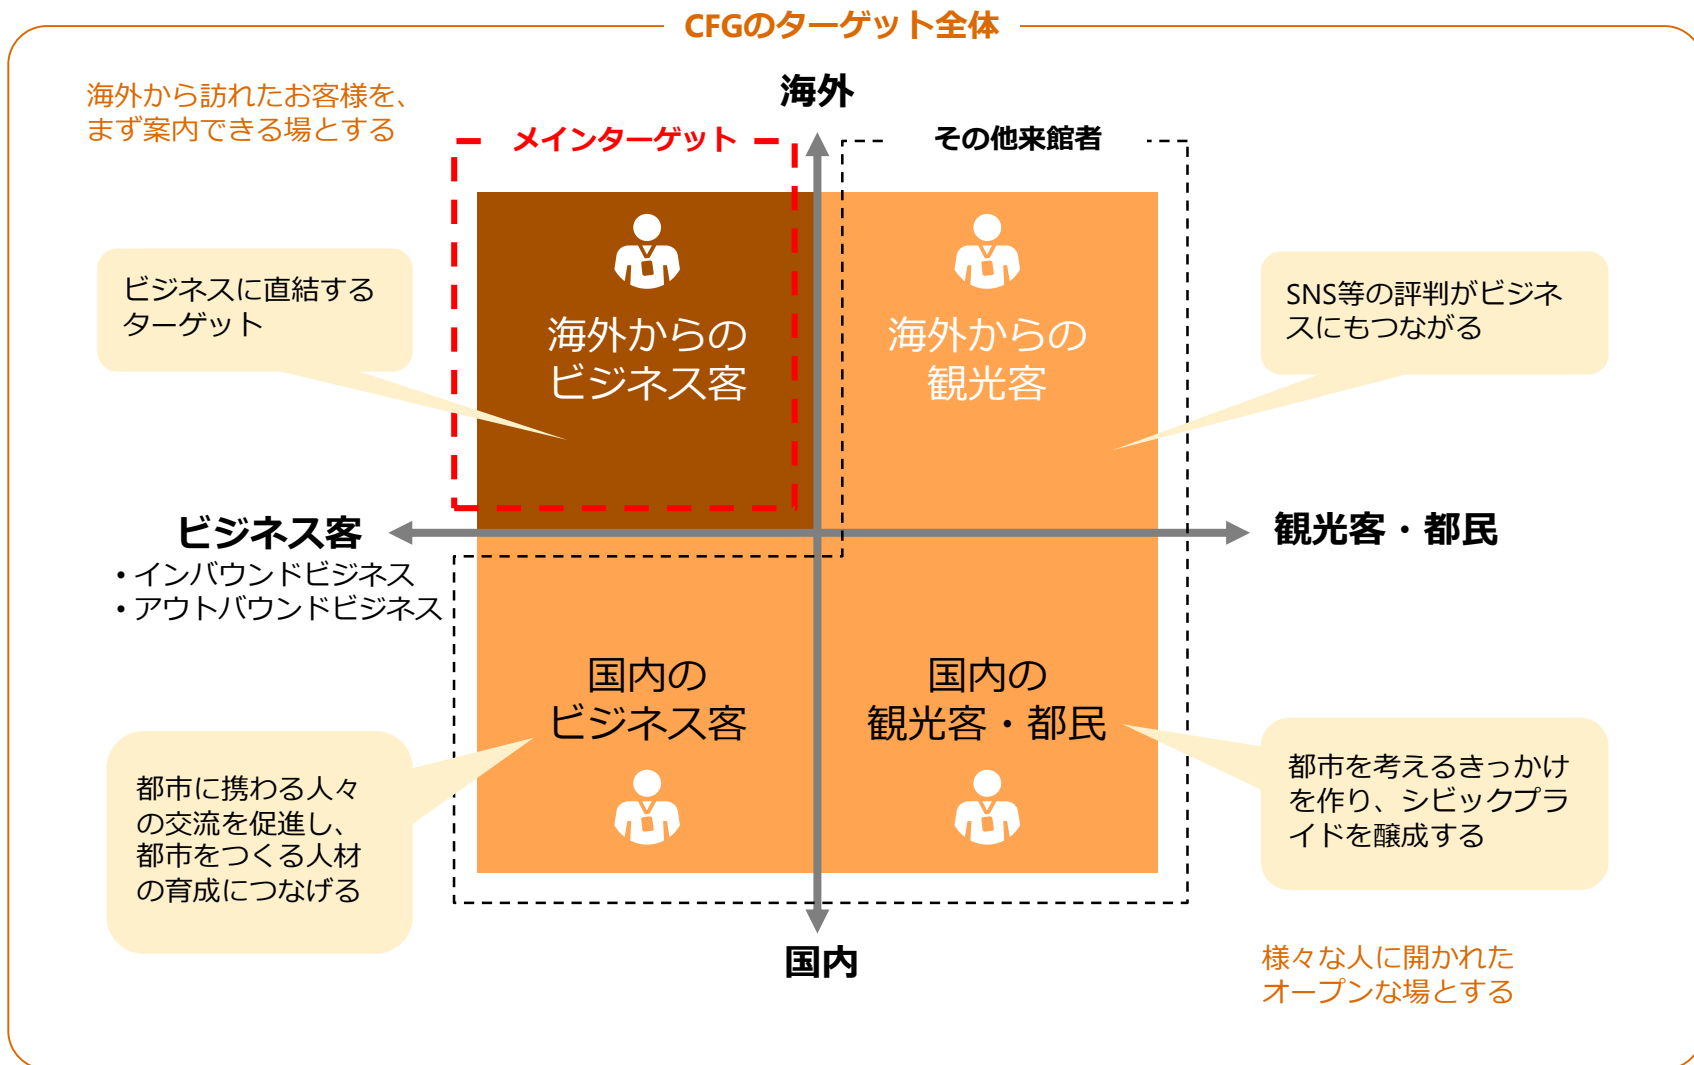 CFGのターゲット全体
海外から訪れたお客様を、
まず案内できる場とする
海外
メインターゲット
その他来館者
ビジネスに直結する
ターゲット
海外からの
ビジネス客
海外からの
観光客
SNS等の評判がビジネ
スにもつながる
ビジネス客
・インバウンドビジネス
・アウトバウンドビジネス
観光客・都民
国内の
ビジネス客
国内の
観光客・都民
都市に携わる人々
の交流を促進し、
都市をつくる人材
の育成につなげる
都市を考えるきっかけ
を作り、シビックプラ
イドを醸成する
国内
様々な人に開かれた
オープンな場とする